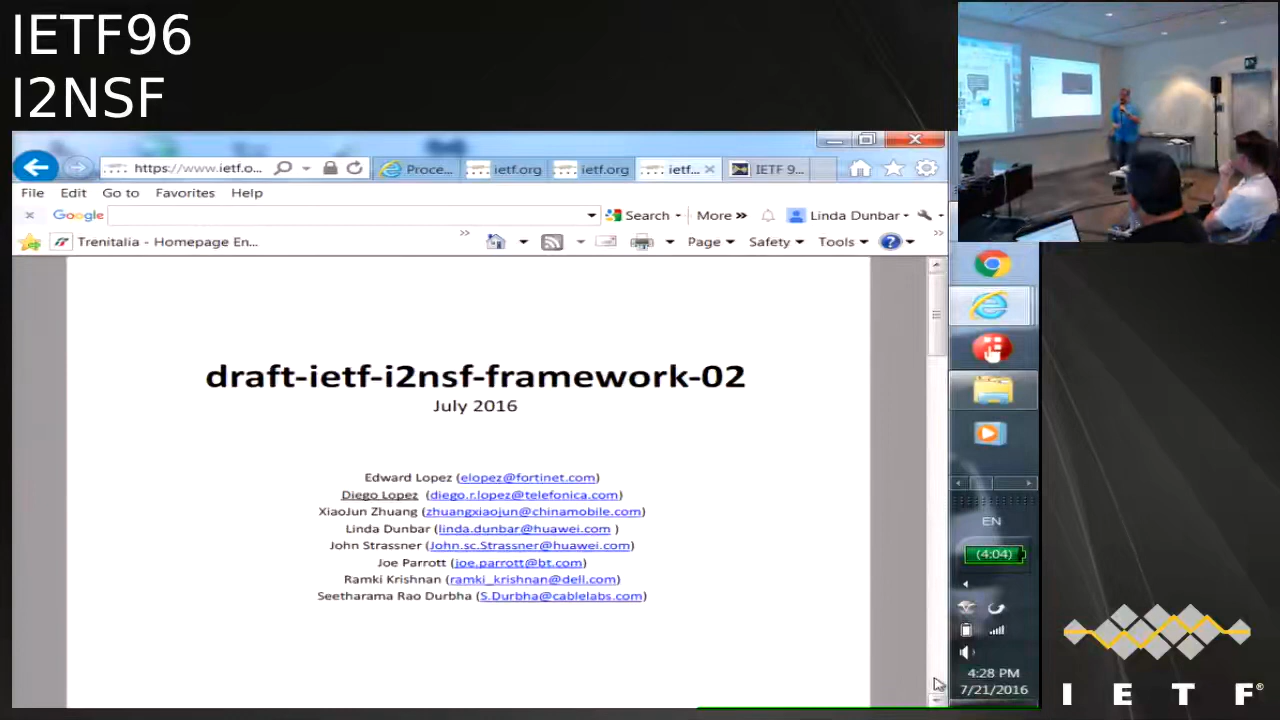 IETF96
I2NSF
https://www.ietf.o...
Proce...
ietf.org
ietf.org
ietf...
IETF 9...
File Edit Go to Favorites Help
Google Search More » Linda Dunbar
Trenitalia - Homepage En...
Page Safety Tools
draft-ietf-i2nsf-framework-02
July 2016
Edward Lopez (elopez@fortinet.com)
Diego Lopez (diego.r.lopez@telefonica.com)
XiaoJun Zhuang (zhuangxiaojun@chinamobile.com)
Linda Dunbar (linda.dunbar@huawei.com )
John Strassner (John.sc.Strassner@huawei.com)
Joe Parrott (joe.parrott@bt.com)
Ramki Krishnan (ramki_krishnan@dell.com)
Seetharama Rao Durbha (S.Durbha@cablelabs.com)
EN
(4:04)
4:28 PM
7/21/2016
I E T F®